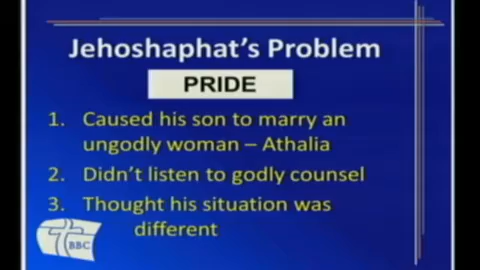 Jehoshaphat's Problem
PRIDE
1. Caused his son to marry an
ungodly woman – Athalia
2. Didn't listen to godly counsel
3. Thought his situation was
different
BBC